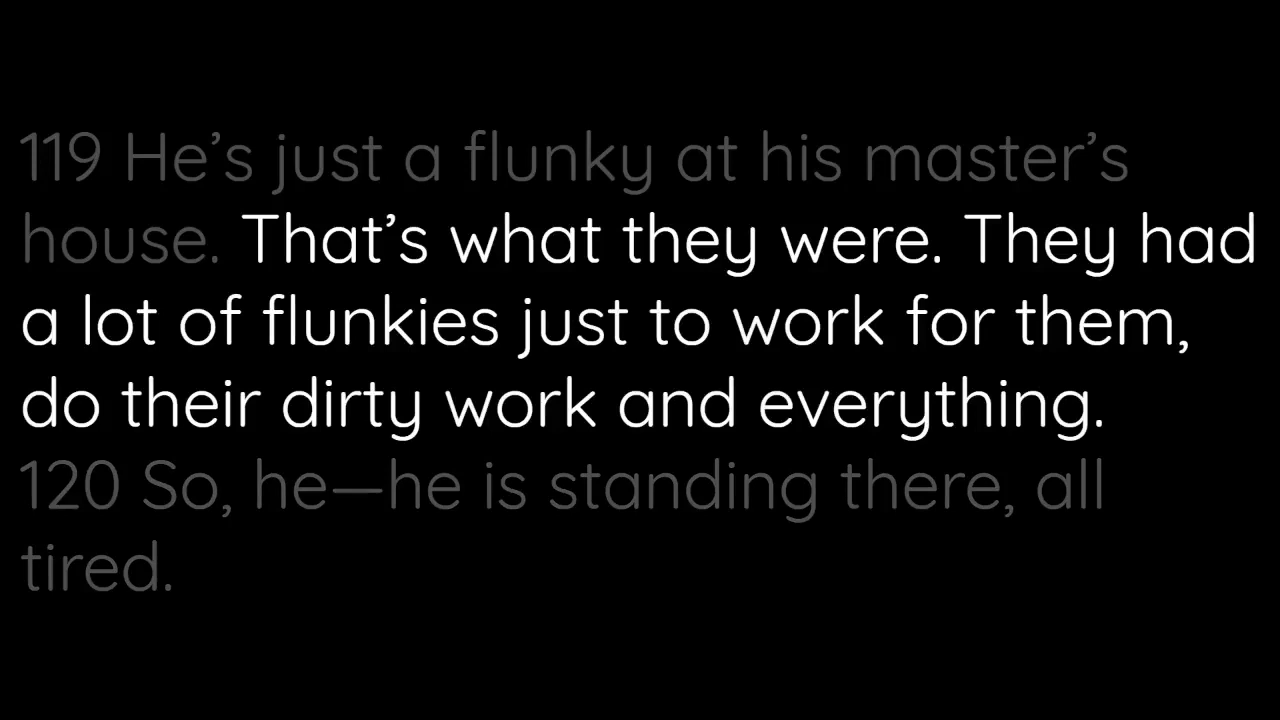 119 He’s just a flunky at his master’s
house. That’s what they were. They had
a lot of flunkies just to work for them,
do their dirty work and everything.
120 So, he—he is standing there, all
tired.